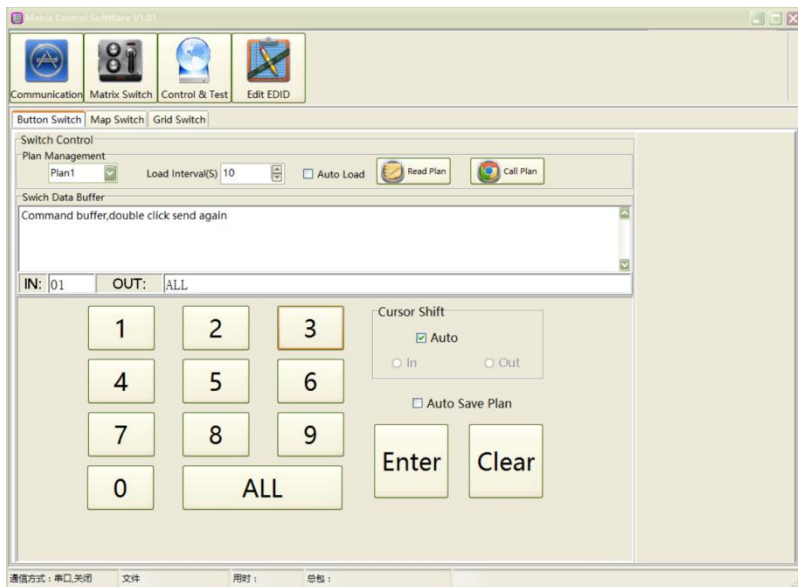 Matrix Control SoftWare V1.01
Communication Matrix Switch Control & Test Edit EDID
Button Switch Map Switch Grid Switch
Switch Control
Plan Management
Plan1 Load Interval(S) 10 Auto Load Read Plan Call Plan
Swich Data Buffer
Command buffer,double click send again
IN: 01 OUT: ALL
Cursor Shift
1 2 3
Auto
In Out
4 5 6
Auto Save Plan
7 8 9
Enter Clear
0 ALL
通信方式：串口,关闭 文件 用时： 总包：